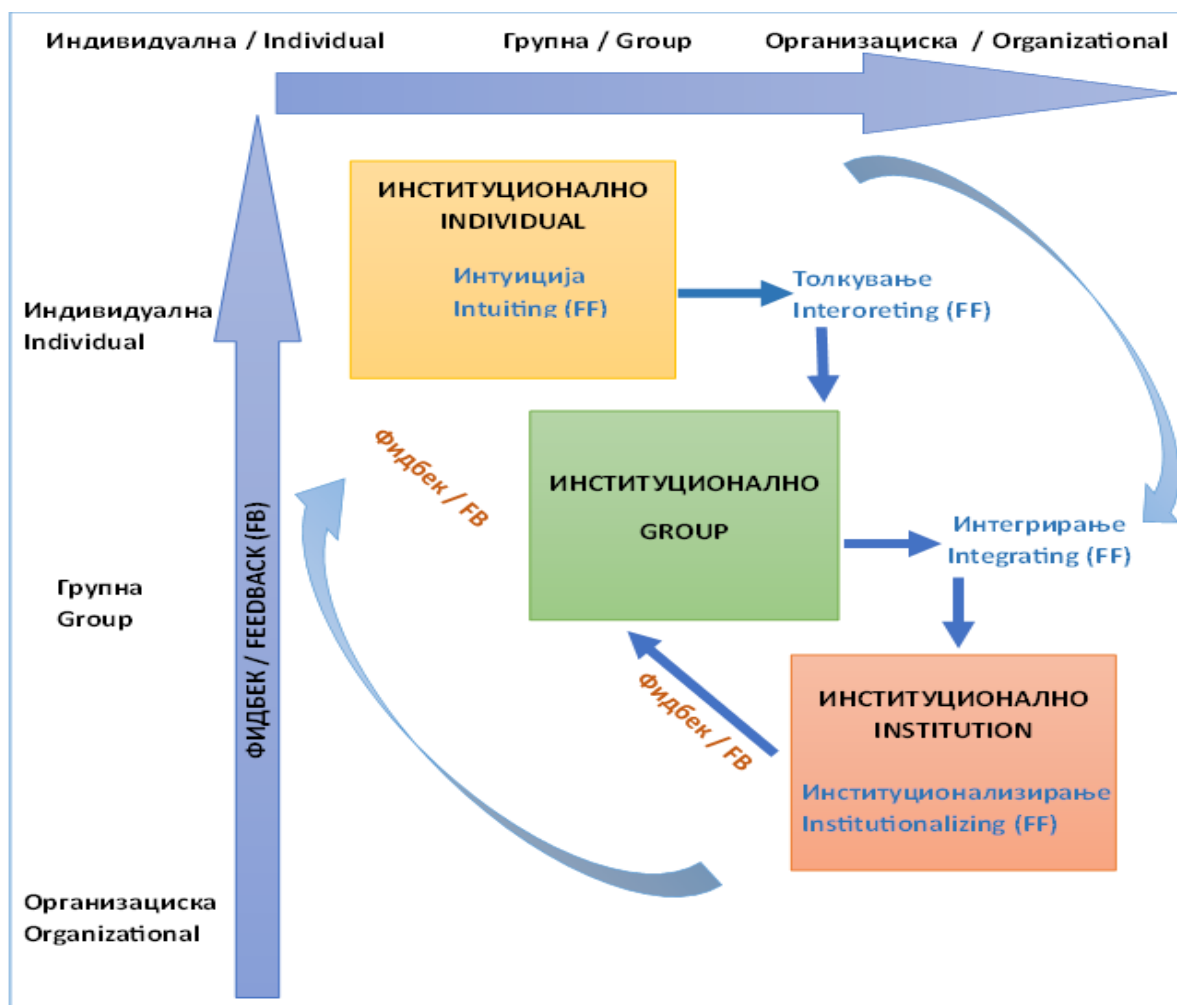 Индивидуална / Individual
Групна / Group
Организациска / Organizational
ИНСТИТУЦИОНАЛНО
INDIVIDUAL
Интуиција
Intuiting (FF)
Толкување
Interoreting (FF)
Индивидуална
Individual
Фидбек / FB
ИНСТИТУЦИОНАЛНО
GROUP
Интегрирање
Integrating (FF)
ФИДБЕК / FEEDBACK (FB)
Групна
Group
Фидбек / FB
ИНСТИТУЦИОНАЛНО
INSTITUTION
Институционализирање
Institutionalizing (FF)
Организациска
Organizational